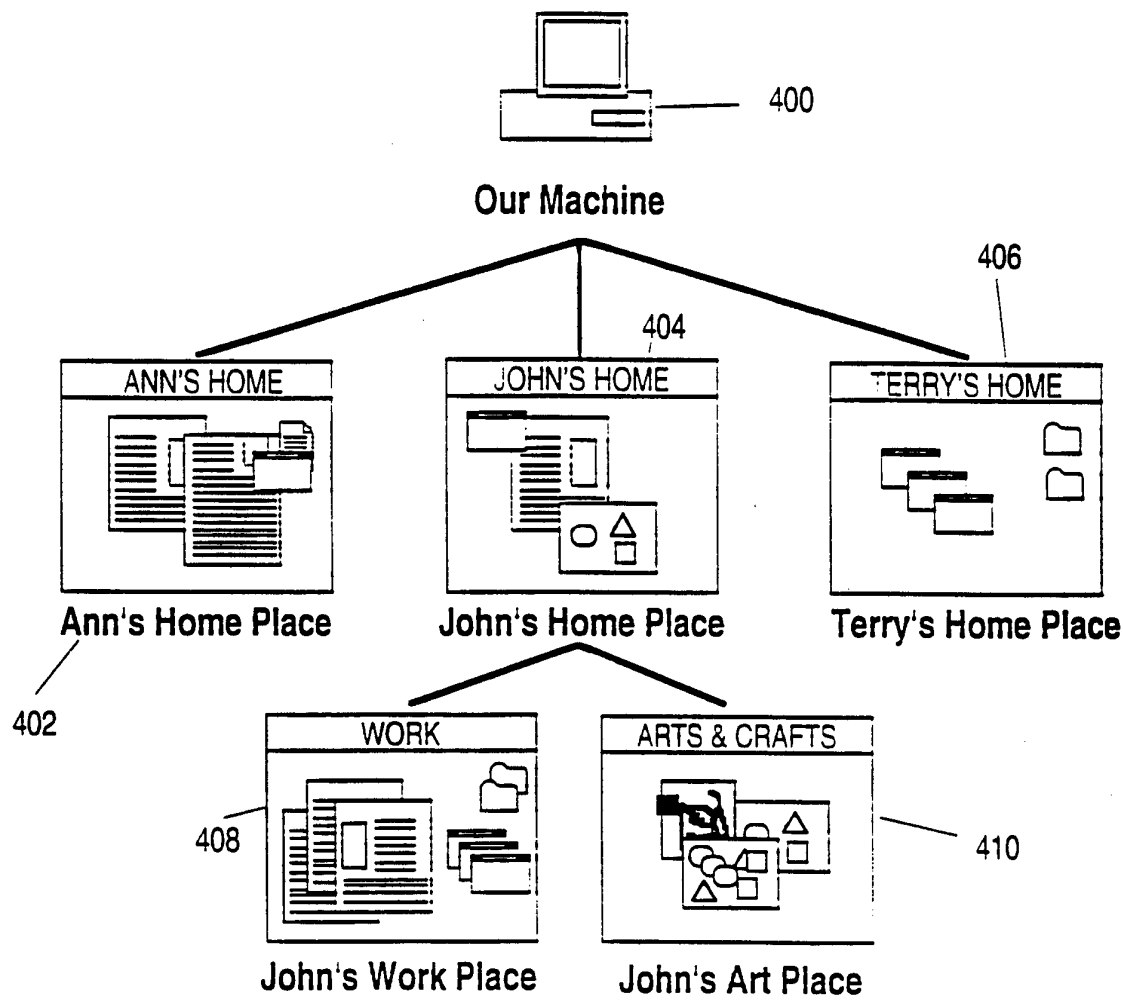 400
Our Machine
406
404
ANN'S HOME
JOHN'S HOME
TERRY'S HOME
Ann's Home Place
John's Home Place
Terry's Home Place
402
WORK
ARTS & CRAFTS
408
410
John's Work Place
John's Art Place